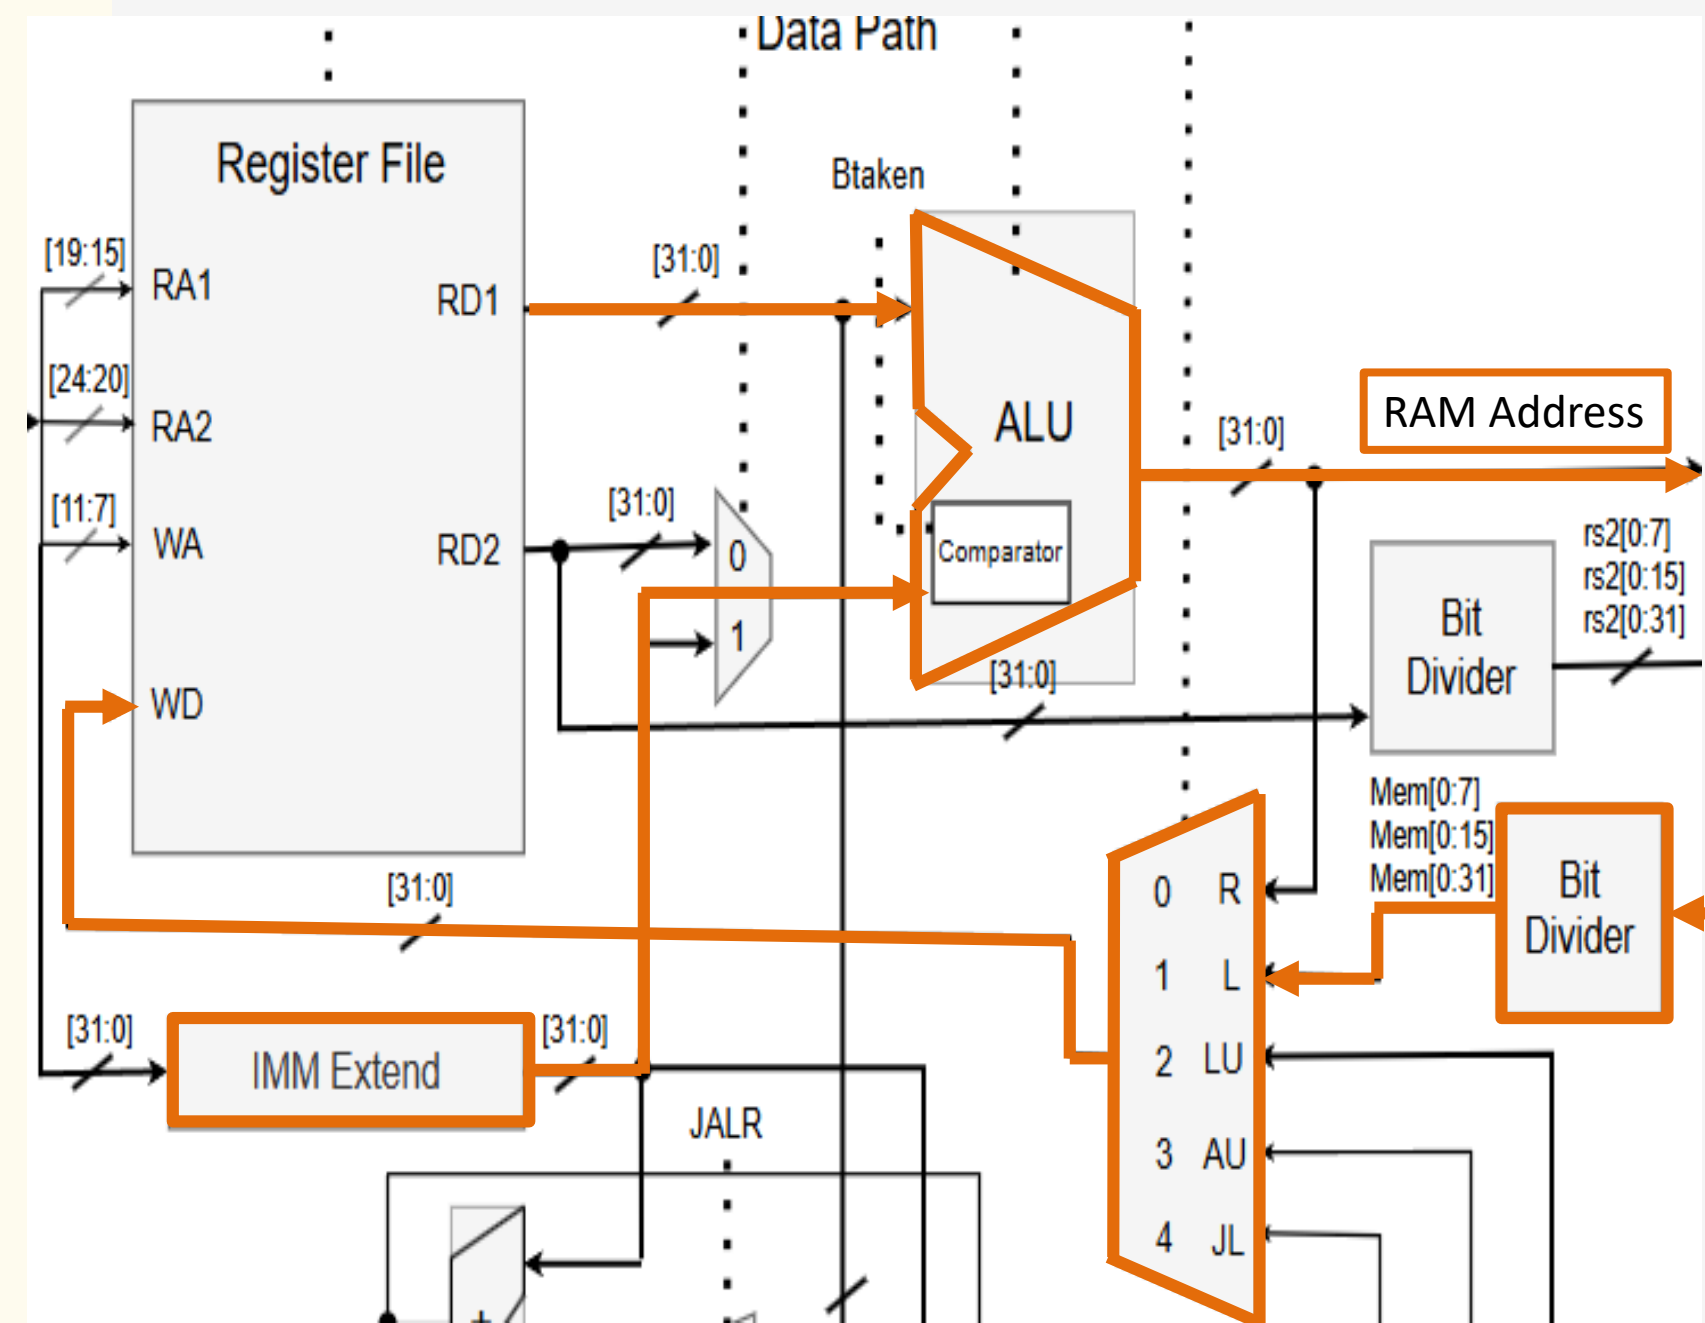 Data Path
Register File
Btaken
[19:15]
RA1
[31:0]
RD1
[24:20]
RA2
ALU
RAM Address
[31:0]
[11:7]
WA
[31:0]
RD2
0
Comparator
1
rs2[0:7]
rs2[0:15]
rs2[0:31]
Bit
Divider
[31:0]
WD
Mem[0:7]
Mem[0:15]
Mem[0:31]
Bit
Divider
[31:0]
0 R
1 L
2 LU
3 AU
4 JL
[31:0]
IMM Extend
[31:0]
JALR
+